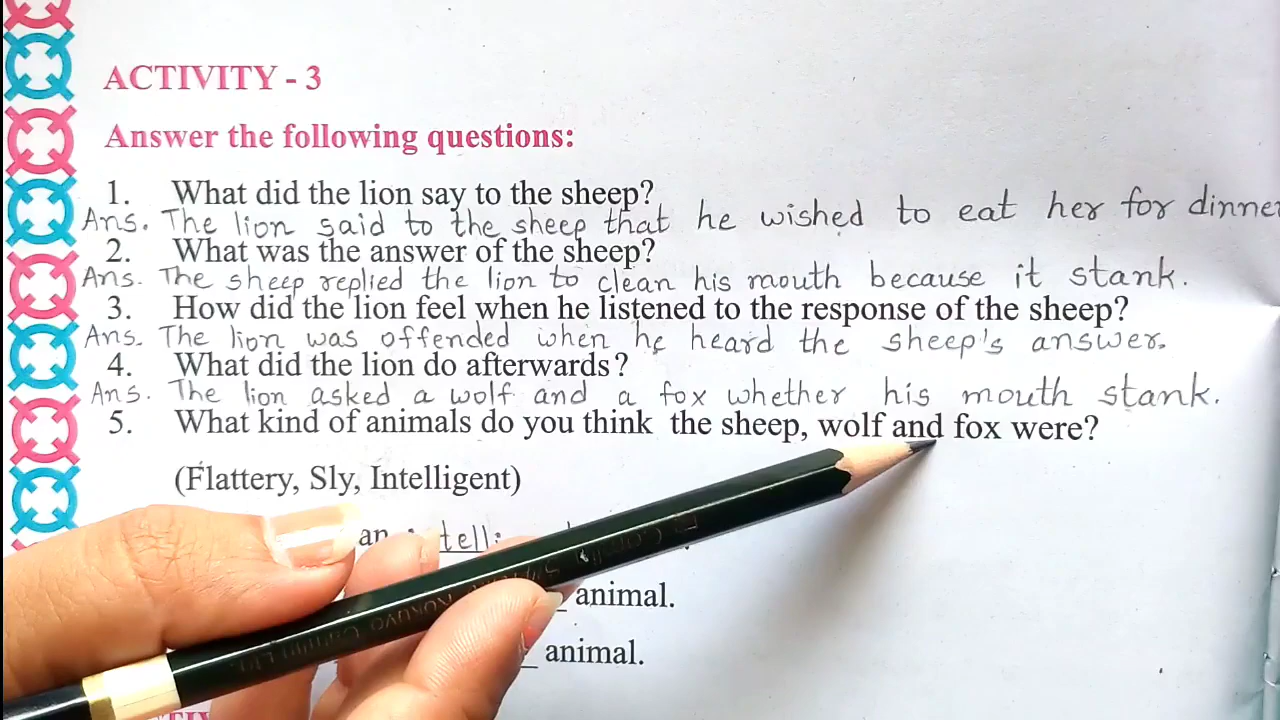 ACTIVITY - 3
Answer the following questions:
1. What did the lion say to the sheep?
Ans. The lion said to the sheep that he wished to eat her for dinner
2. What was the answer of the sheep?
Ans. The sheep replied the lion to clean his mouth because it stank.
3. How did the lion feel when he listened to the response of the sheep?
Ans. The lion was offended when he heard the sheep's answer.
4. What did the lion do afterwards?
Ans. The lion asked a wolf and a fox whether his mouth stank.
5. What kind of animals do you think the sheep, wolf and fox were?
(Flattery, Sly, Intelligent)
an
animal.
animal.